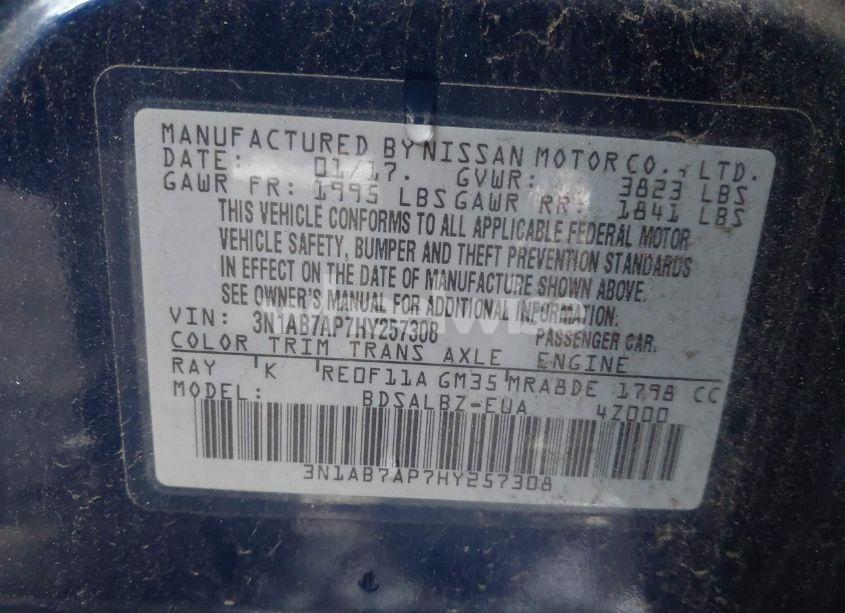 MANUFACTURED BY NISSAN MOTOR CO., LTD.
DATE: 01/17. GVWR: 3823 LBS
GAWR FR: 1995 LBS GAWR RR: 1841 LBS
THIS VEHICLE CONFORMS TO ALL APPLICABLE FEDERAL MOTOR
VEHICLE SAFETY, BUMPER AND THEFT PREVENTION STANDARDS
IN EFFECT ON THE DATE OF MANUFACTURE SHOWN ABOVE.
SEE OWNER'S MANUAL FOR ADDITIONAL INFORMATION.
VIN: 3N1AB7AP7HY257308 PASSENGER CAR.
COLOR TRIM TRANS AXLE ENGINE
RAY K RE0F11A GM35 MRA8DE 1798 CC
MODEL: BDSALBZ-EUA 4Z000
3N1AB7AP7HY257308